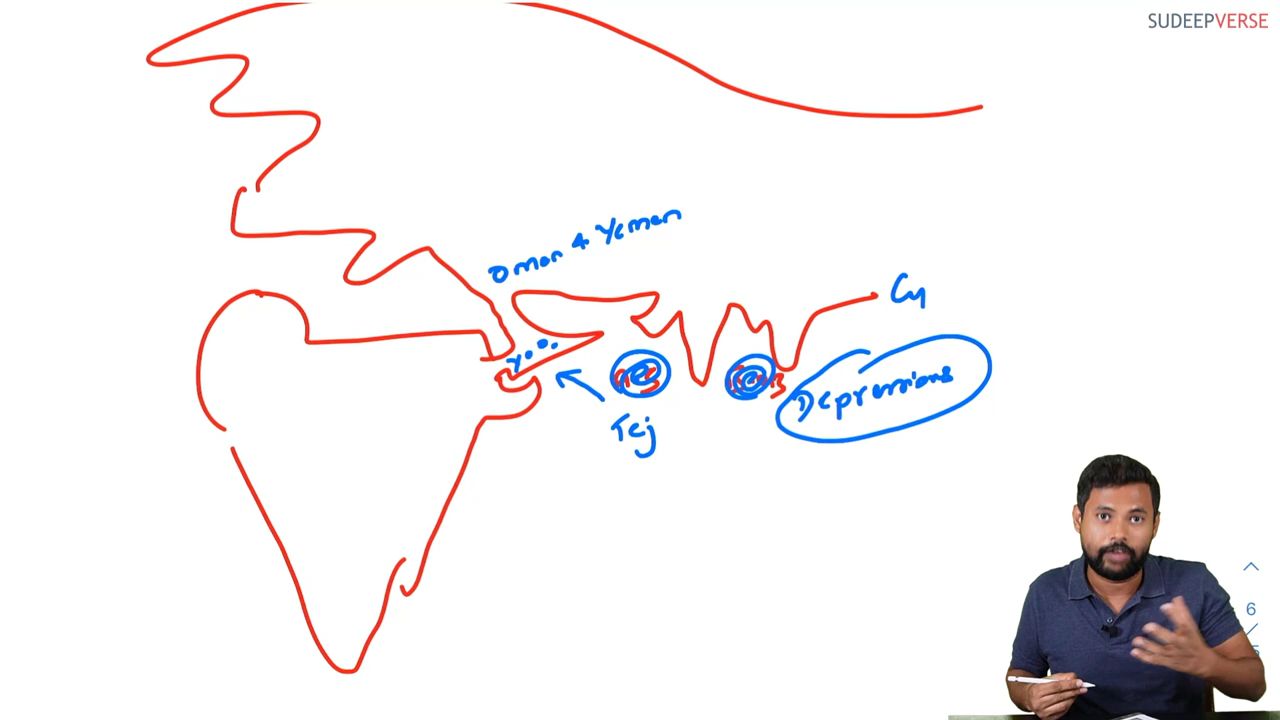 SUDEEPVERSE
Oman & Yemen
Cy
Y.O.
Tej
Depressions
6